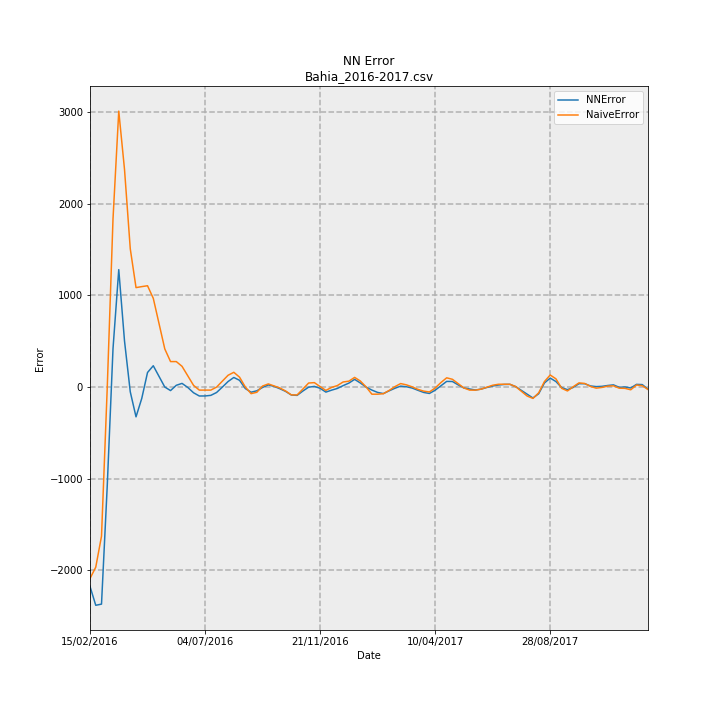 NN Error
Bahia_2016-2017.csv
NNError
NaiveError
3000
2000
1000
0
−1000
−2000
Error
15/02/2016
04/07/2016
21/11/2016
10/04/2017
28/08/2017
Date